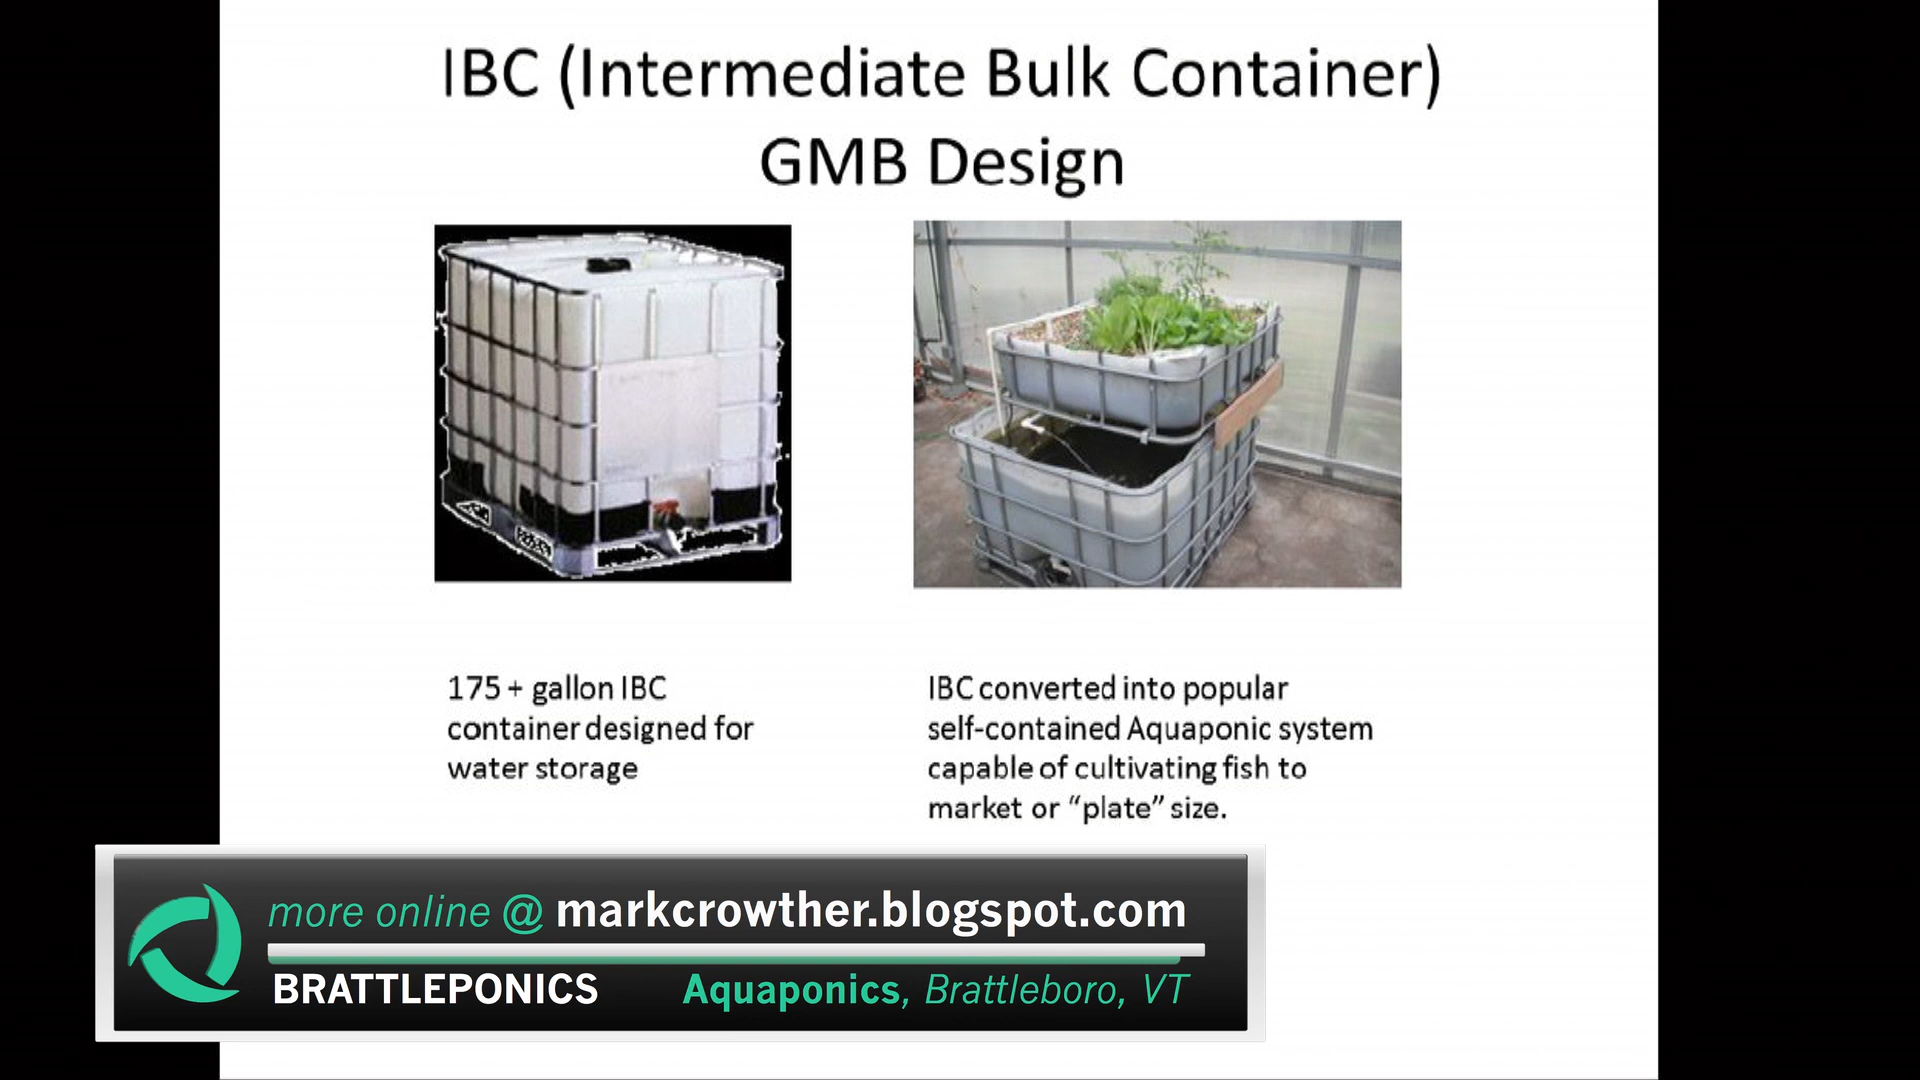 IBC (Intermediate Bulk Container)
GMB Design
175 + gallon IBC
container designed for
water storage
IBC converted into popular
self-contained Aquaponic system
capable of cultivating fish to
market or “plate” size.
more online @ markcrowther.blogspot.com
BRATTLEPONICS
Aquaponics, Brattleboro, VT